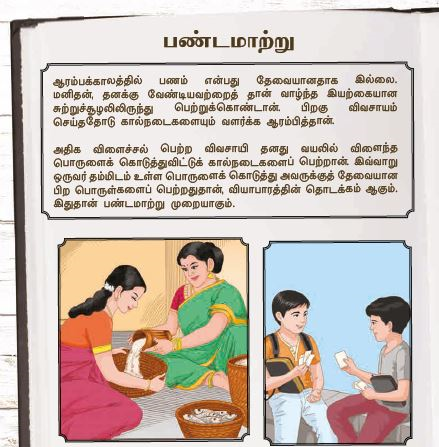 பண்டமாற்று
ஆரம்பக்காலத்தில் பணம் என்பது தேவையானதாக இல்லை.
மனிதன், தனக்கு வேண்டியவற்றைத் தான் வாழ்ந்த இயற்கையான
சுற்றுச்சூழலிலிருந்து பெற்றுக்கொண்டான். பிறகு விவசாயம்
செய்ததோடு கால்நடைகளையும் வளர்க்க ஆரம்பித்தான்.
அதிக விளைச்சல் பெற்ற விவசாயி தனது வயலில் விளைந்த
பொருளைக் கொடுத்துவிட்டுக் கால்நடைகளைப் பெற்றான். இவ்வாறு
ஒருவர் தம்மிடம் உள்ள பொருளைக் கொடுத்து அவருக்குத் தேவையான
பிற பொருள்களைப் பெற்றதுதான், வியாபாரத்தின் தொடக்கம் ஆகும்.
இதுதான் பண்டமாற்று முறையாகும்.